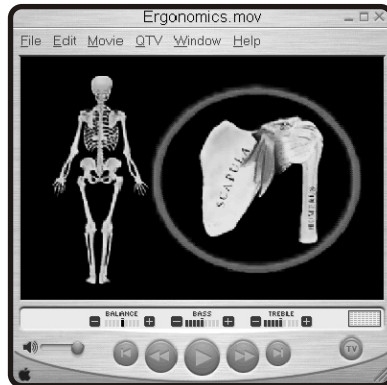 Ergonomics.mov
File Edit Movie QTV Window Help
SCAPULA
HUMERUS
BALANCE BASS TREBLE
TV